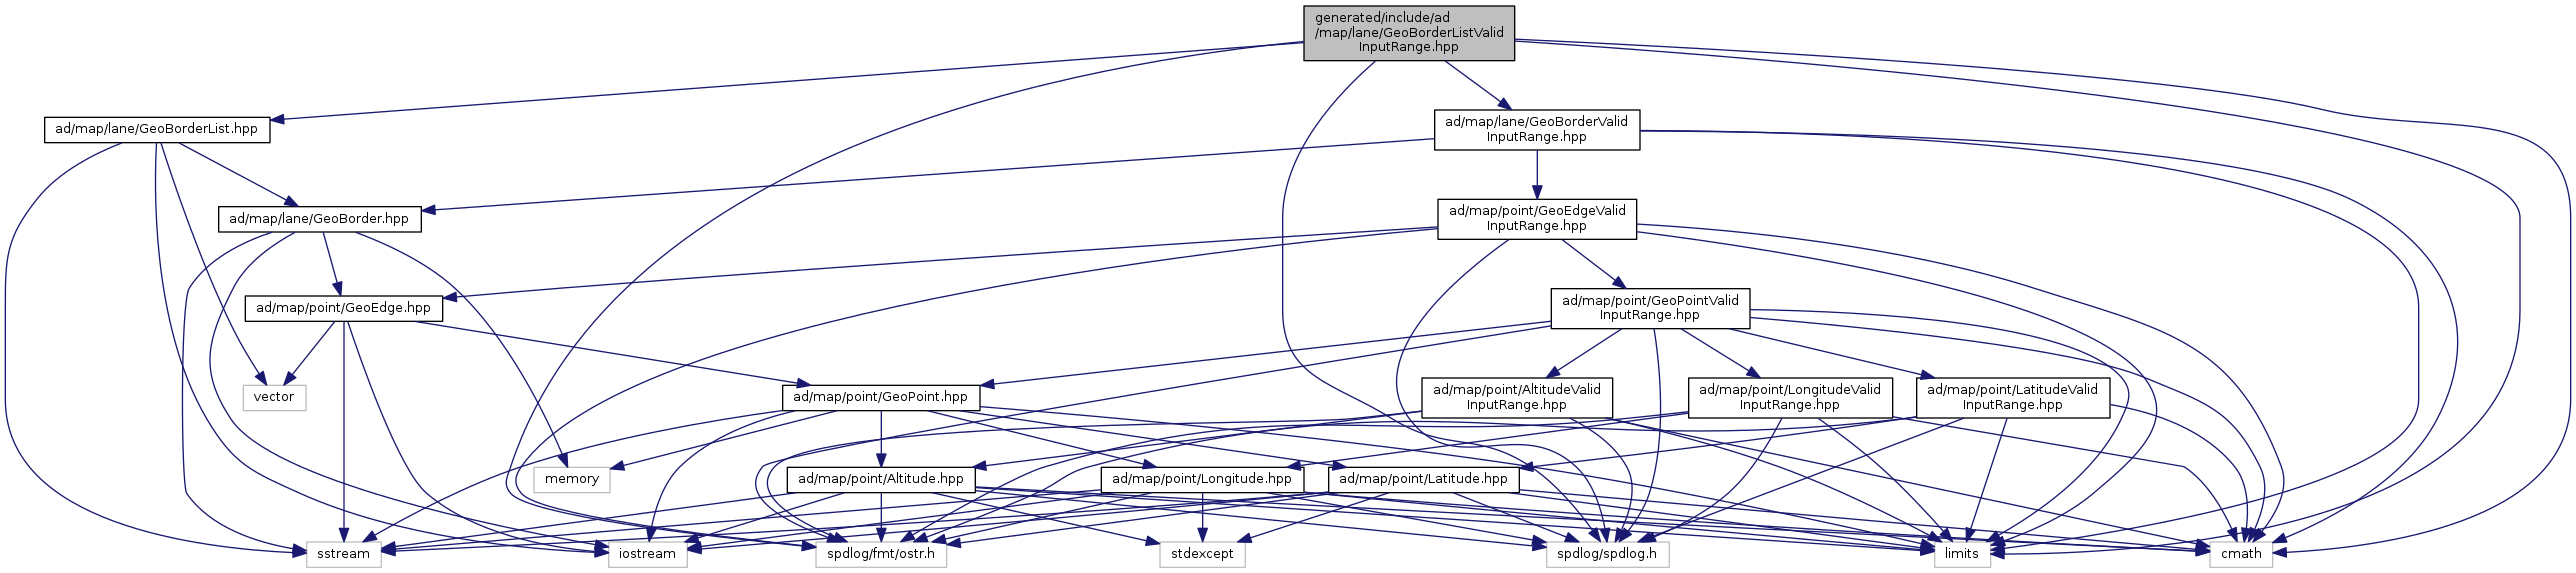 generated/include/ad
/map/lane/GeoBorderListValid
InputRange.hpp
ad/map/lane/GeoBorderList.hpp
ad/map/lane/GeoBorderValid
InputRange.hpp
ad/map/lane/GeoBorder.hpp
ad/map/point/GeoEdgeValid
InputRange.hpp
ad/map/point/GeoEdge.hpp
ad/map/point/GeoPointValid
InputRange.hpp
vector
ad/map/point/GeoPoint.hpp
ad/map/point/AltitudeValid
InputRange.hpp
ad/map/point/LongitudeValid
InputRange.hpp
ad/map/point/LatitudeValid
InputRange.hpp
memory
ad/map/point/Altitude.hpp
ad/map/point/Longitude.hpp
ad/map/point/Latitude.hpp
sstream
iostream
spdlog/fmt/ostr.h
stdexcept
spdlog/spdlog.h
limits
cmath